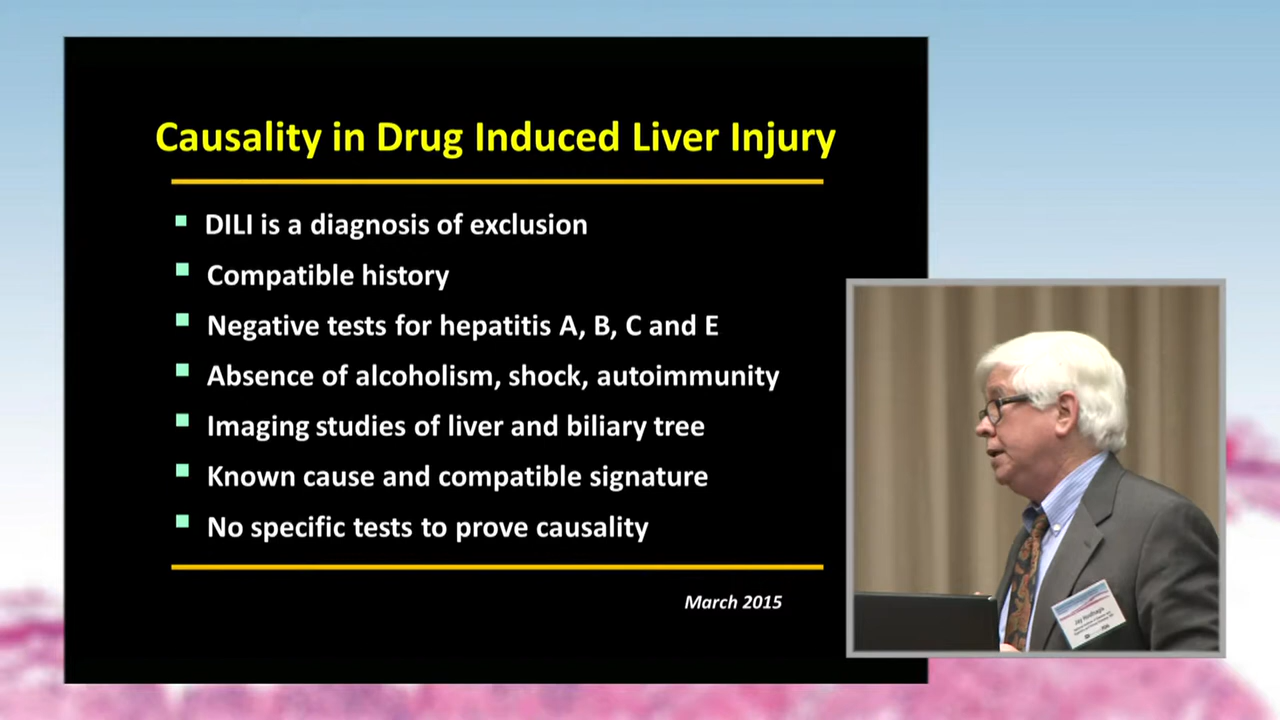 Causality in Drug Induced Liver Injury
DILI is a diagnosis of exclusion
Compatible history
Negative tests for hepatitis A, B, C and E
Absence of alcoholism, shock, autoimmunity
Imaging studies of liver and biliary tree
Known cause and compatible signature
No specific tests to prove causality
March 2015
Jay